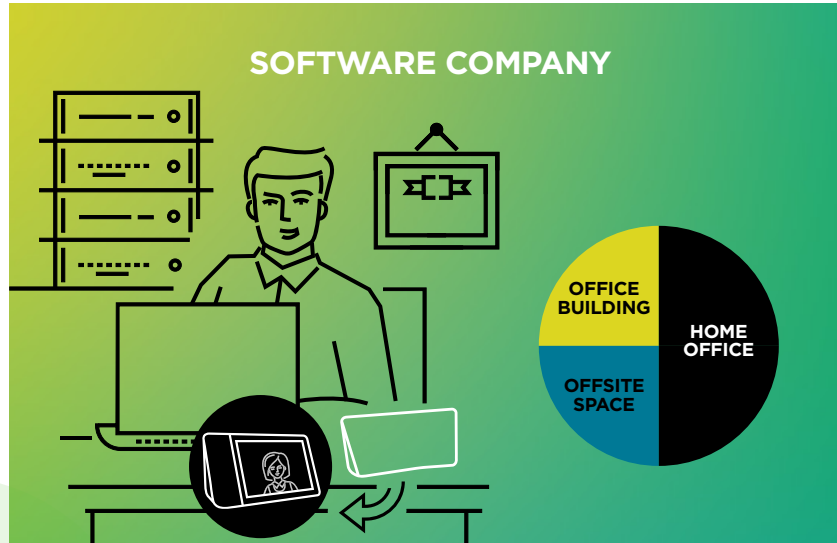 SOFTWARE COMPANY
OFFICE
BUILDING
HOME
OFFICE
OFFSITE
SPACE